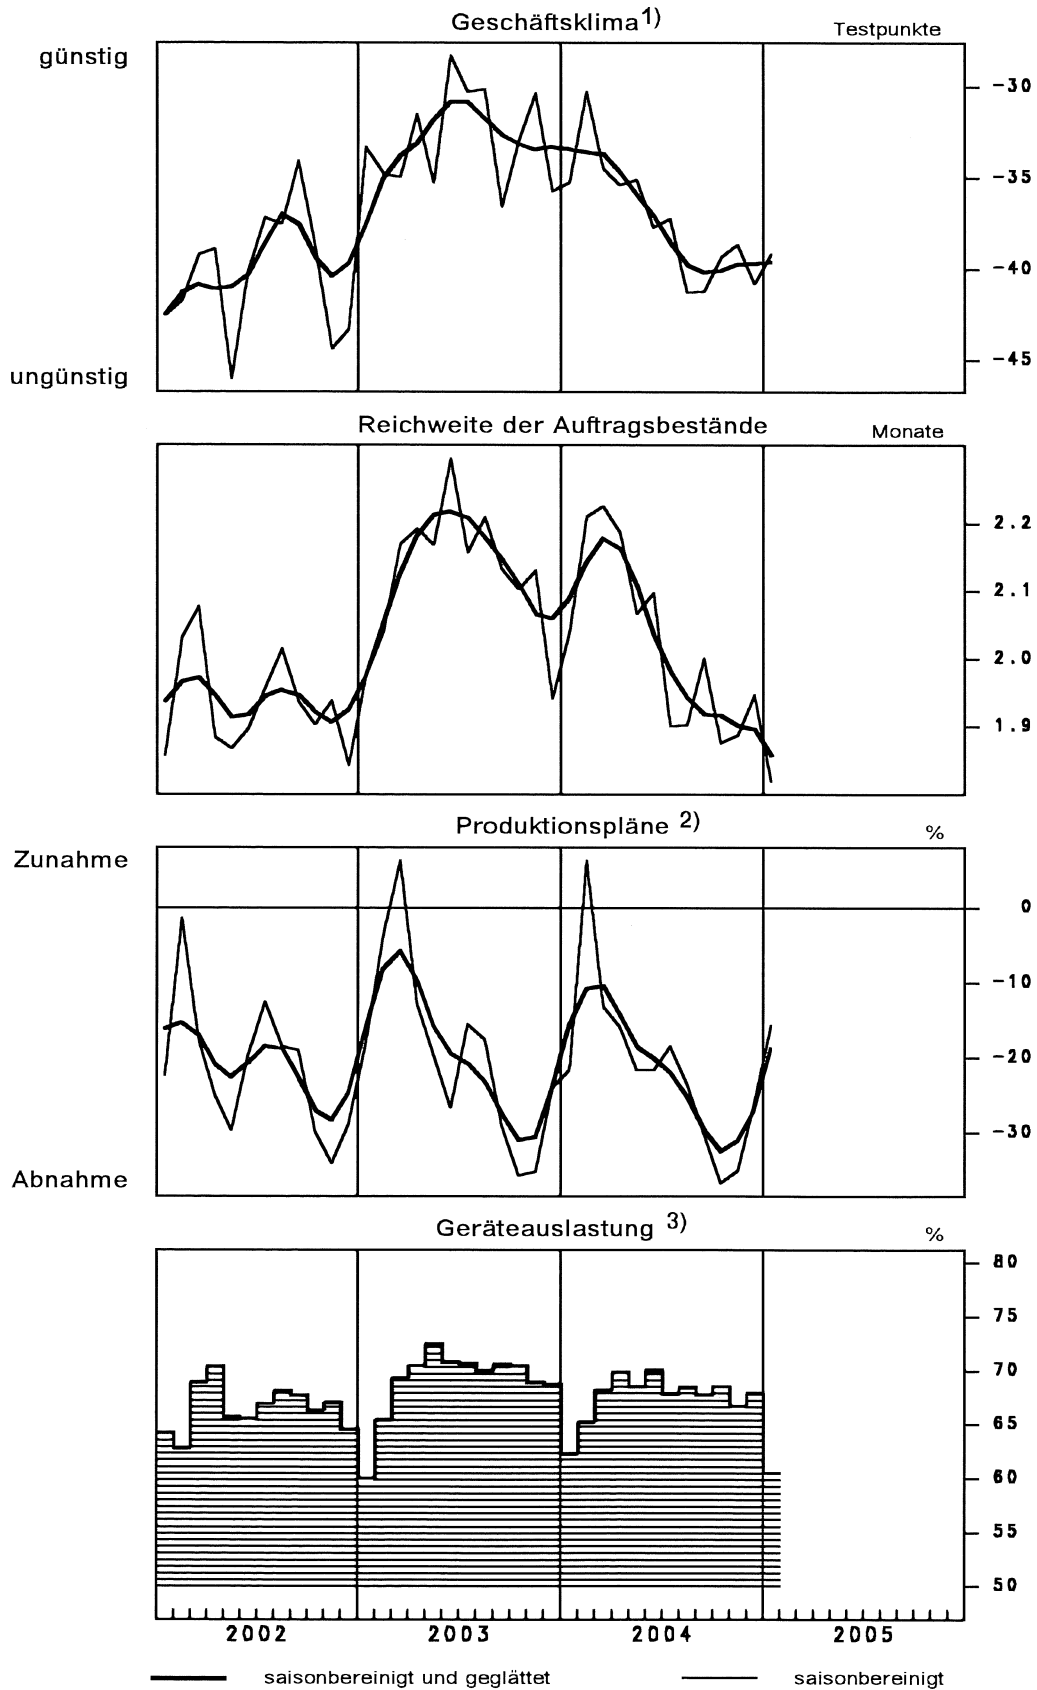 Geschäftsklima1)
Testpunkte
günstig
-30
-35
-40
-45
ungünstig
Reichweite der Auftragsbestände
Monate
2.2
2.1
2.0
1.9
Produktionspläne 2)
%
Zunahme
0
-10
-20
-30
Abnahme
Geräteauslastung 3)
%
80
75
70
65
60
55
50
2002 2003 2004 2005
saisonbereinigt und geglättet saisonbereinigt